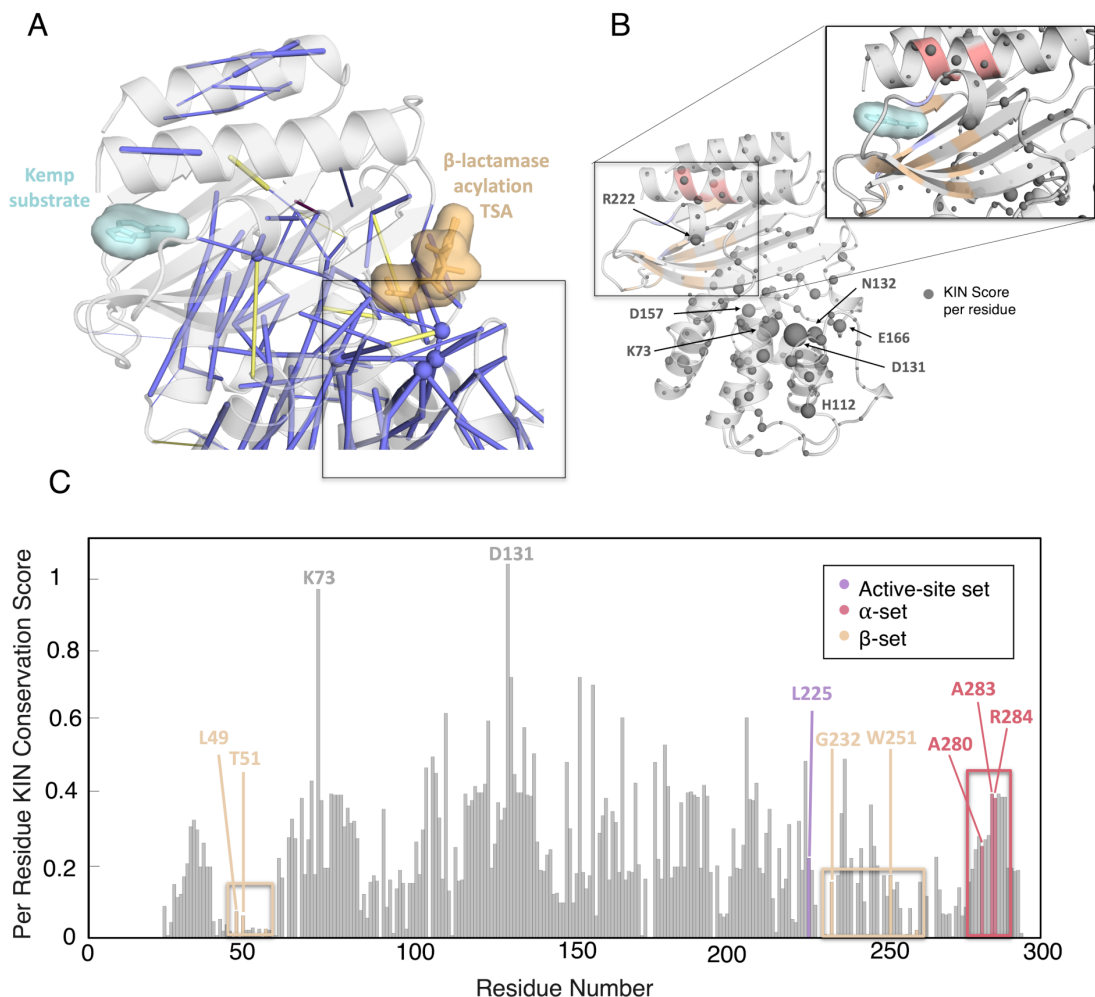 A
Kemp
substrate
β-lactamase
acylation
TSA
B
R222
D157
K73
N132
E166
D131
H112
KIN Score
per residue
C
Per Residue KIN Conservation Score
1
0.8
0.6
0.4
0.2
0
K73
D131
L49
T51
L225
G232
W251
A280
A283
R284
Active-site set
α-set
β-set
0
50
100
150
200
250
300
Residue Number